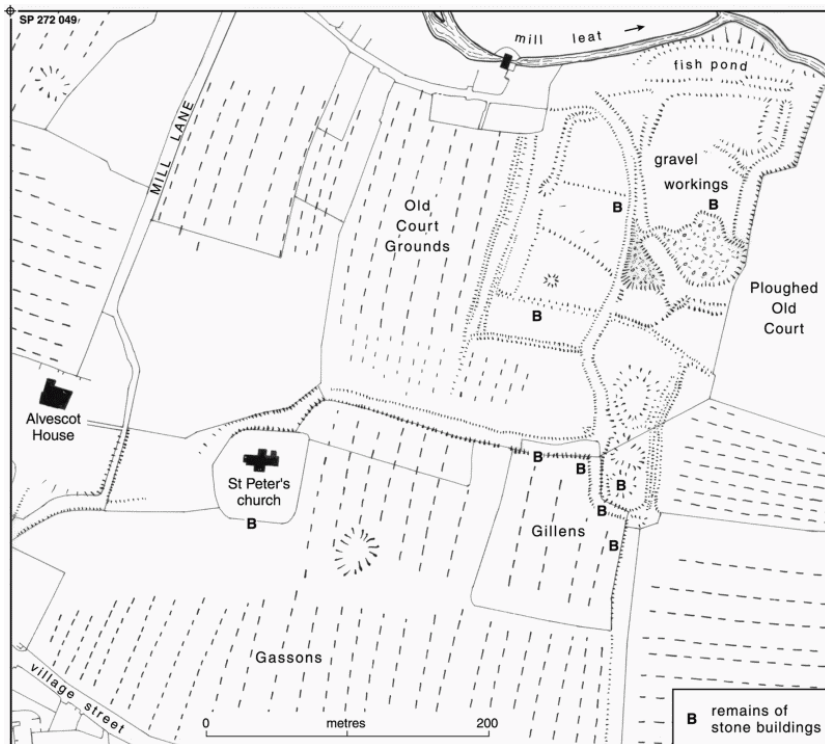 SP 272 049
mill leat
fish pond
MILL LANE
gravel
workings
B
B
Old
Court
Grounds
Ploughed
Old
Court
B
Alvescot
House
St Peter's
church
B
B
B
B
B
Gillens
B
Gassons
village street
0 metres 200
B remains of
stone buildings